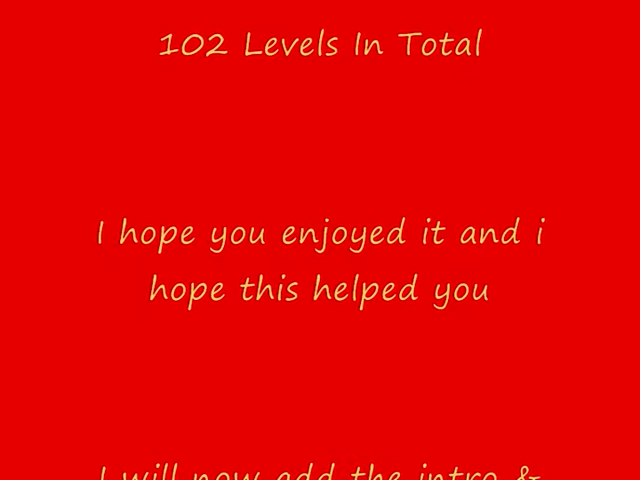 102 Levels In Total
I hope you enjoyed it and i
hope this helped you
I will now add the intro &